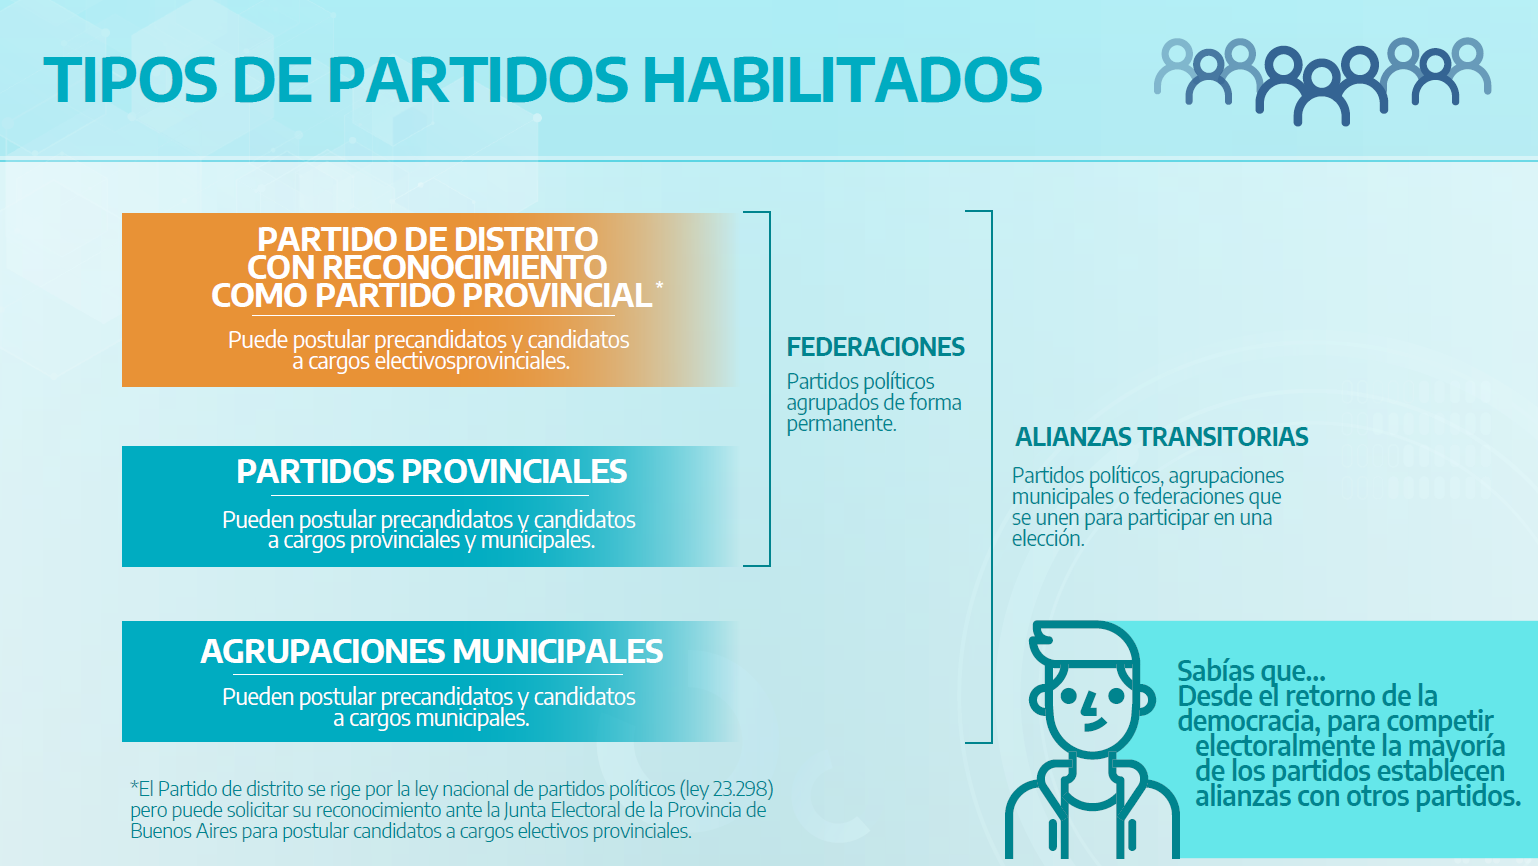 TIPOS DE PARTIDOS HABILITADOS
PARTIDO DE DISTRITO
CON RECONOCIMIENTO
COMO PARTIDO PROVINCIAL*
Puede postular precandidatos y candidatos
a cargos electivosprovinciales.
PARTIDOS PROVINCIALES
Pueden postular precandidatos y candidatos
a cargos provinciales y municipales.
AGRUPACIONES MUNICIPALES
Pueden postular precandidatos y candidatos
a cargos municipales.
FEDERACIONES
Partidos políticos
agrupados de forma
permanente.
ALIANZAS TRANSITORIAS
Partidos políticos, agrupaciones
municipales o federaciones que
se unen para participar en una
elección.
Sabías que...
Desde el retorno de la
democracia, para competir
electoralmente la mayoría
de los partidos establecen
alianzas con otros partidos.
*El Partido de distrito se rige por la ley nacional de partidos políticos (ley 23.298)
pero puede solicitar su reconocimiento ante la Junta Electoral de la Provincia de
Buenos Aires para postular candidatos a cargos electivos provinciales.